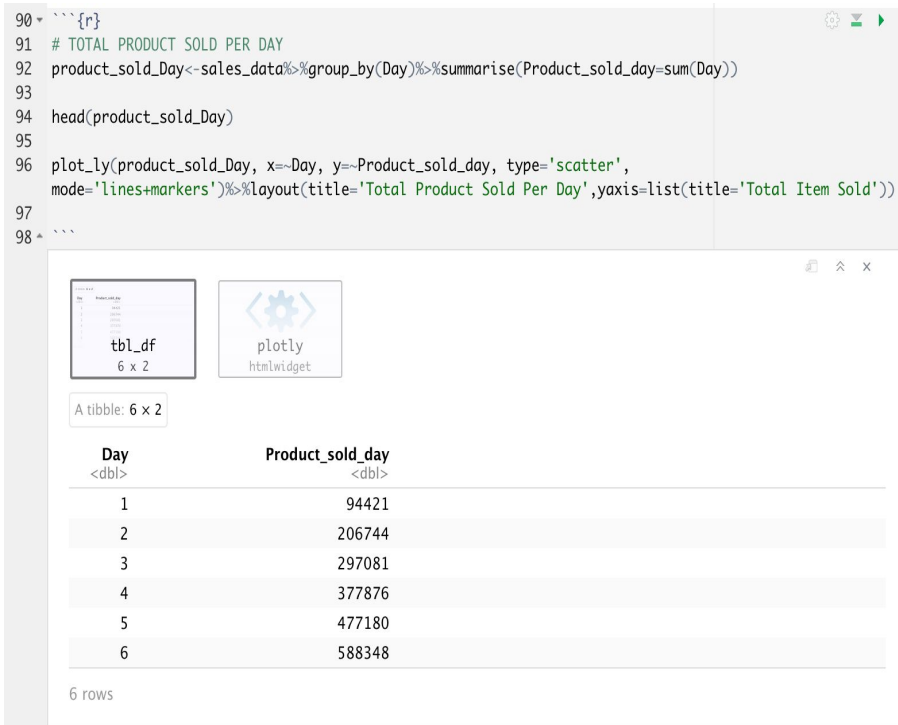 90 ```{r}
91 # TOTAL PRODUCT SOLD PER DAY
92 product_sold_Day<-sales_data%>%group_by(Day)%>%summarise(Product_sold_day=sum(Day))
93
94 head(product_sold_Day)
95
96 plot_ly(product_sold_Day, x=~Day, y=~Product_sold_day, type='scatter',
mode='lines+markers')%>%layout(title='Total Product Sold Per Day',yaxis=list(title='Total Item Sold'))
97
98 ```
tbl_df
6 x 2
plotly
htmlwidget
A tibble: 6 × 2
Day Product_sold_day
<dbl> <dbl>
1 94421
2 206744
3 297081
4 377876
5 477180
6 588348
6 rows